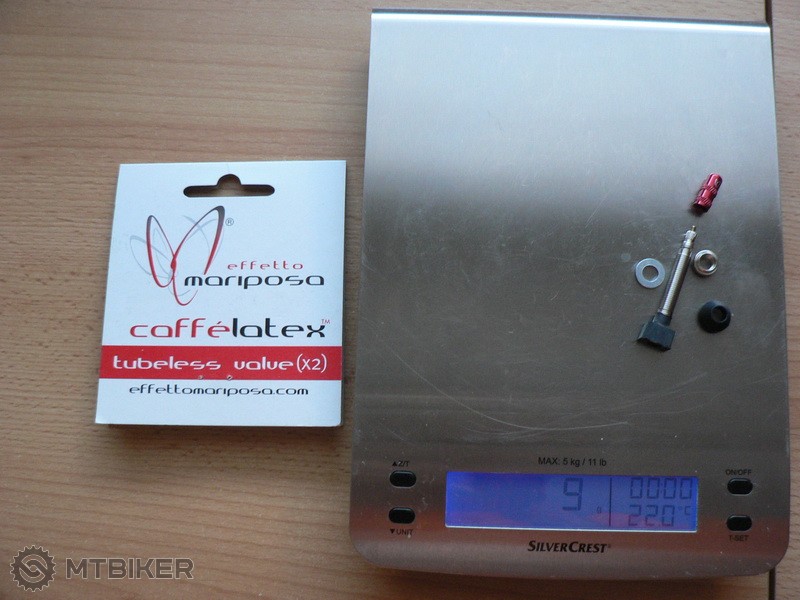 effetto
mariposa®
caffélatex™
tubeless valve (x2)
effettomariposa.com
MAX: 5 kg / 11 lb
▲Z/T
▼UNIT
ON/OFF
T-SET
9 g
0000
220°C
SILVERCREST®
MTBIKER